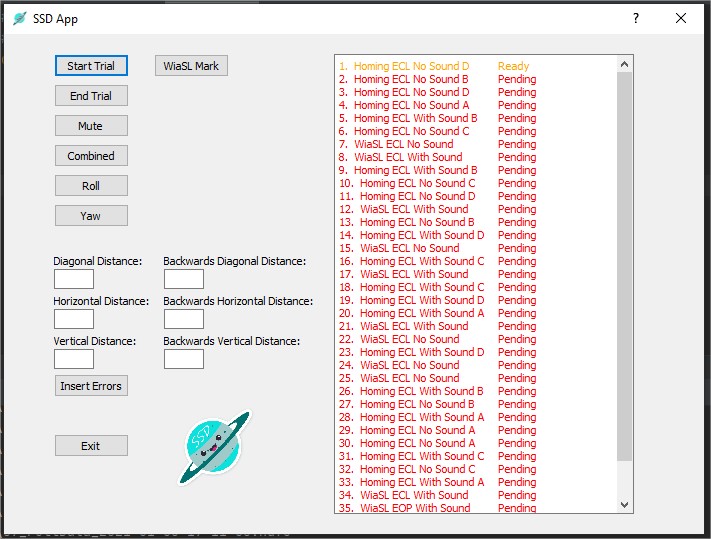 SSD App
?
Start Trial
WiaSL Mark
End Trial
Mute
Combined
Roll
Yaw
Diagonal Distance:
Backwards Diagonal Distance:
Horizontal Distance:
Backwards Horizontal Distance:
Vertical Distance:
Backwards Vertical Distance:
Insert Errors
Exit
SSD
1. Homing ECL No Sound D Ready
2. Homing ECL No Sound B Pending
3. Homing ECL No Sound D Pending
4. Homing ECL No Sound A Pending
5. Homing ECL With Sound B Pending
6. Homing ECL No Sound C Pending
7. WiaSL ECL No Sound Pending
8. WiaSL ECL With Sound Pending
9. Homing ECL With Sound B Pending
10. Homing ECL No Sound C Pending
11. Homing ECL No Sound D Pending
12. WiaSL ECL With Sound Pending
13. Homing ECL No Sound B Pending
14. Homing ECL With Sound D Pending
15. WiaSL ECL No Sound Pending
16. Homing ECL With Sound C Pending
17. WiaSL ECL With Sound Pending
18. Homing ECL With Sound C Pending
19. Homing ECL With Sound D Pending
20. Homing ECL With Sound A Pending
21. WiaSL ECL With Sound Pending
22. WiaSL ECL No Sound Pending
23. Homing ECL With Sound D Pending
24. WiaSL ECL No Sound Pending
25. WiaSL ECL No Sound Pending
26. Homing ECL With Sound B Pending
27. Homing ECL No Sound B Pending
28. Homing ECL With Sound A Pending
29. Homing ECL No Sound A Pending
30. Homing ECL No Sound A Pending
31. Homing ECL With Sound C Pending
32. Homing ECL No Sound C Pending
33. Homing ECL With Sound A Pending
34. WiaSL ECL With Sound Pending
35. WiaSL EOP With Sound Pending